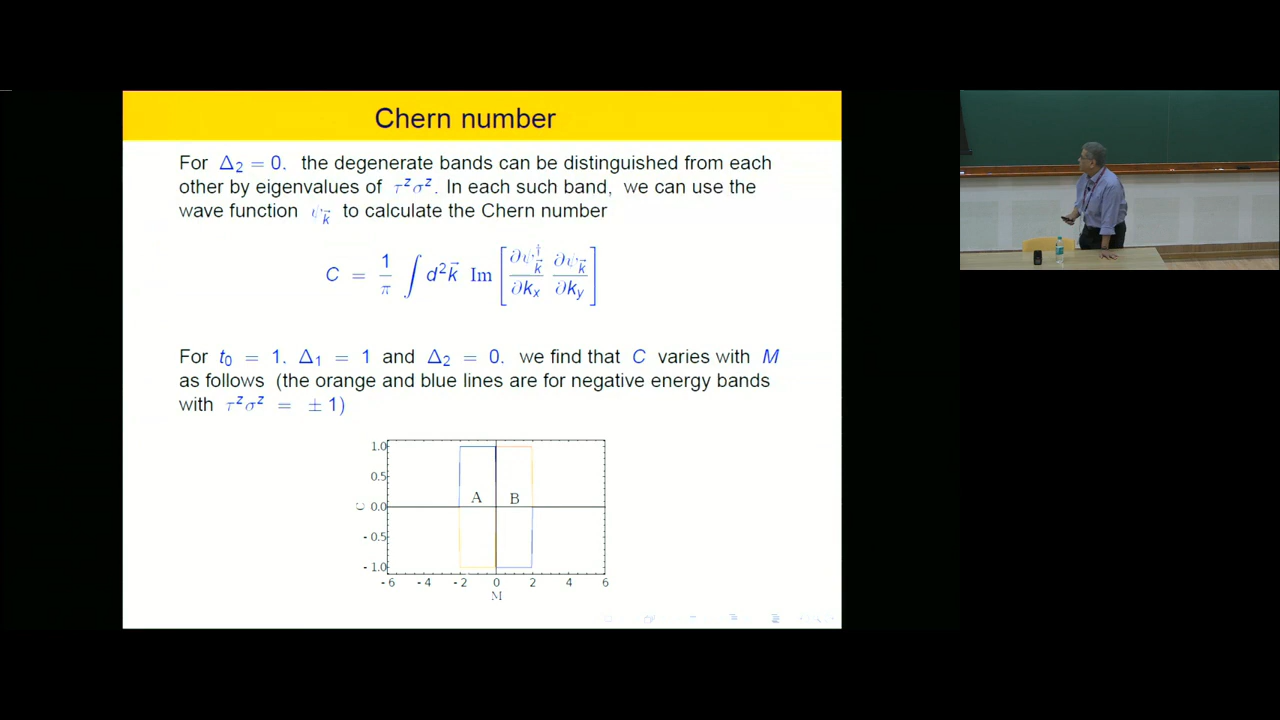 Chern number
For Δ₂ = 0, the degenerate bands can be distinguished from each
other by eigenvalues of τᶻσᶻ. In each such band, we can use the
wave function ψ_k⃗ to calculate the Chern number
C = 1/π ∫ d²k⃗ Im [ ∂ψ†_k⃗/∂kₓ ∂ψ_k⃗/∂k_y ]
For t₀ = 1, Δ₁ = 1 and Δ₂ = 0, we find that C varies with M
as follows (the orange and blue lines are for negative energy bands
with τᶻσᶻ = ± 1)
1.0
0.5
A B
C 0.0
- 0.5
- 1.0
- 6 - 4 - 2 0 2 4 6
M